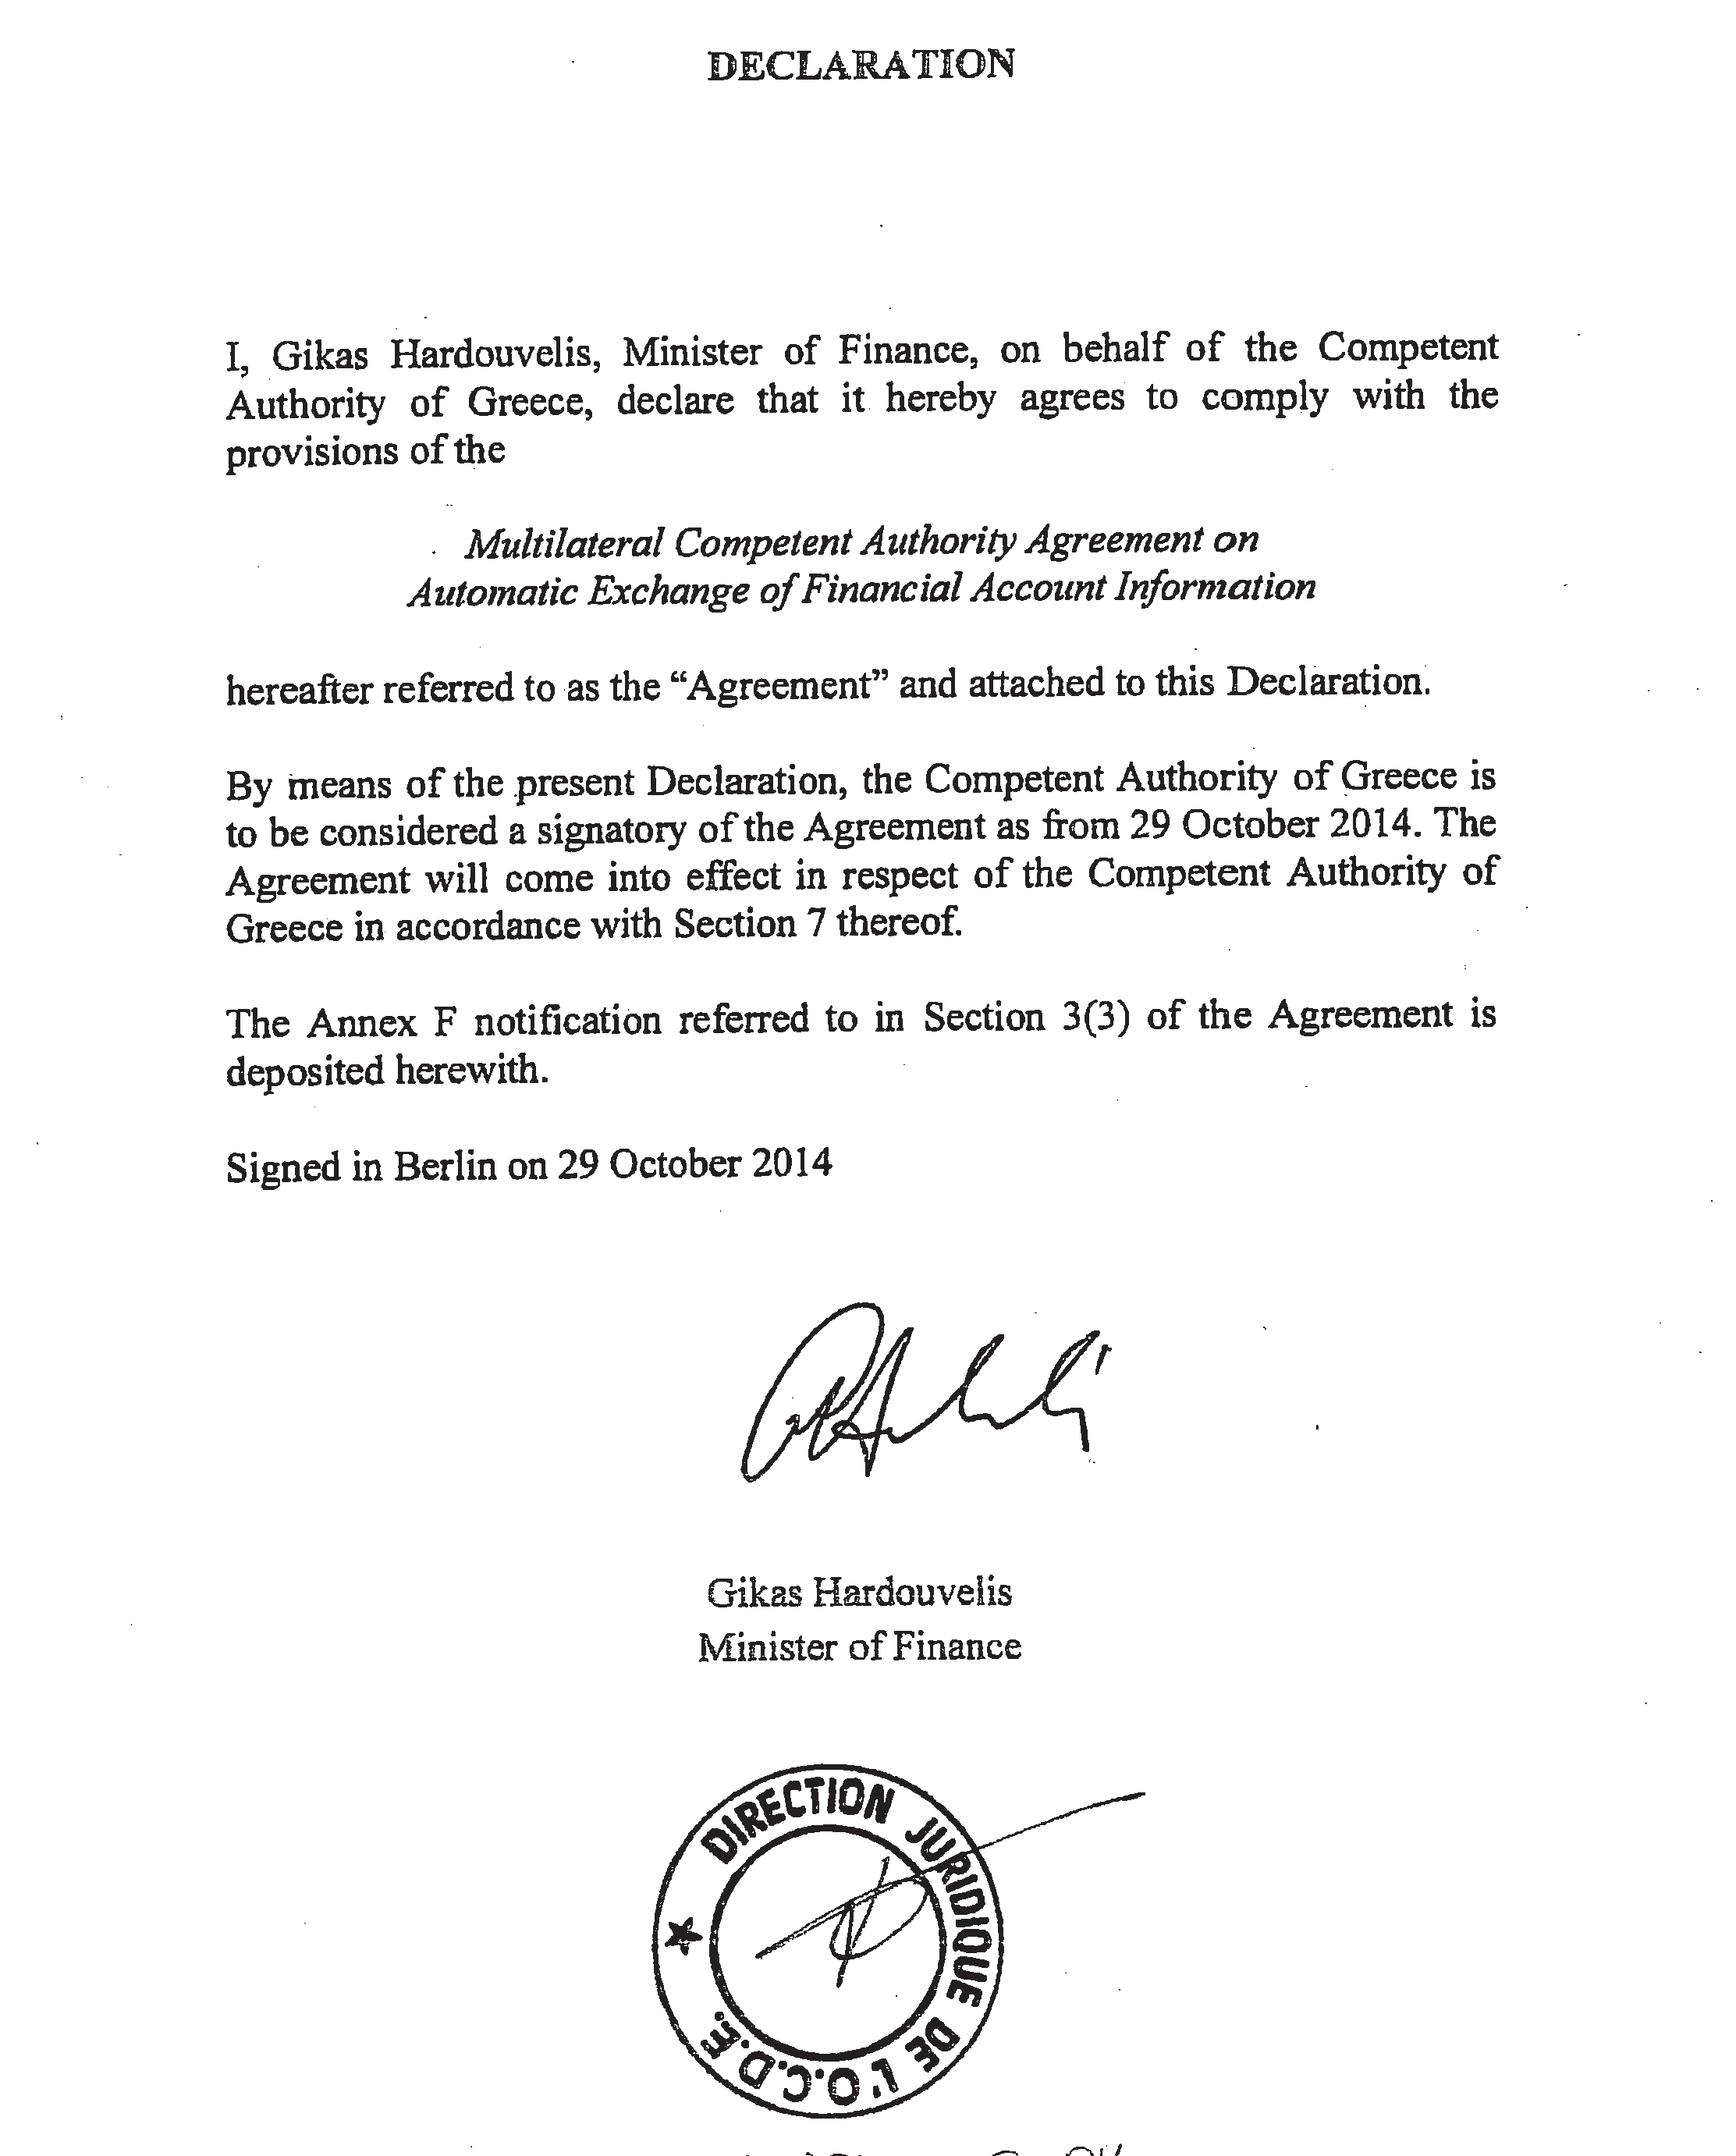 DECLARATION
I, Gikas Hardouvelis, Minister of Finance, on behalf of the Competent
Authority of Greece, declare that it hereby agrees to comply with the
provisions of the
Multilateral Competent Authority Agreement on
Automatic Exchange of Financial Account Information
hereafter referred to as the “Agreement” and attached to this Declaration.
By means of the present Declaration, the Competent Authority of Greece is
to be considered a signatory of the Agreement as from 29 October 2014. The
Agreement will come into effect in respect of the Competent Authority of
Greece in accordance with Section 7 thereof.
The Annex F notification referred to in Section 3(3) of the Agreement is
deposited herewith.
Signed in Berlin on 29 October 2014
Gikas Hardouvelis
Minister of Finance
DIRECTION JURIDIQUE DE L'O.C.D.E.